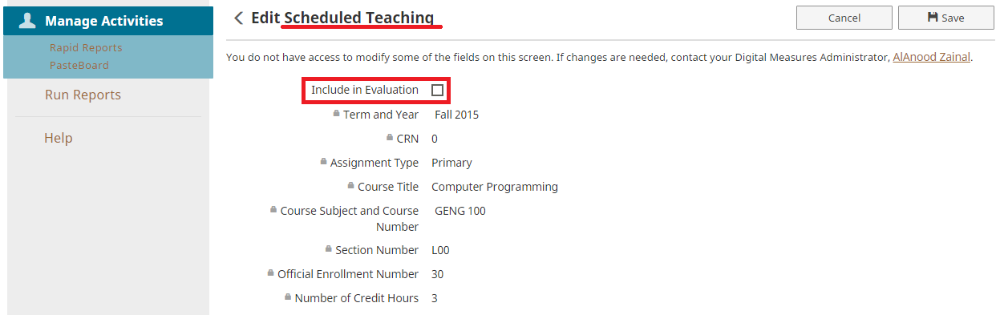 Manage Activities
Rapid Reports
PasteBoard
Run Reports
Help
Edit Scheduled Teaching
Cancel
Save
You do not have access to modify some of the fields on this screen. If changes are needed, contact your Digital Measures Administrator, AlAnood Zainal.
Include in Evaluation
Term and Year Fall 2015
CRN 0
Assignment Type Primary
Course Title Computer Programming
Course Subject and Course GENG 100
Number
Section Number L00
Official Enrollment Number 30
Number of Credit Hours 3